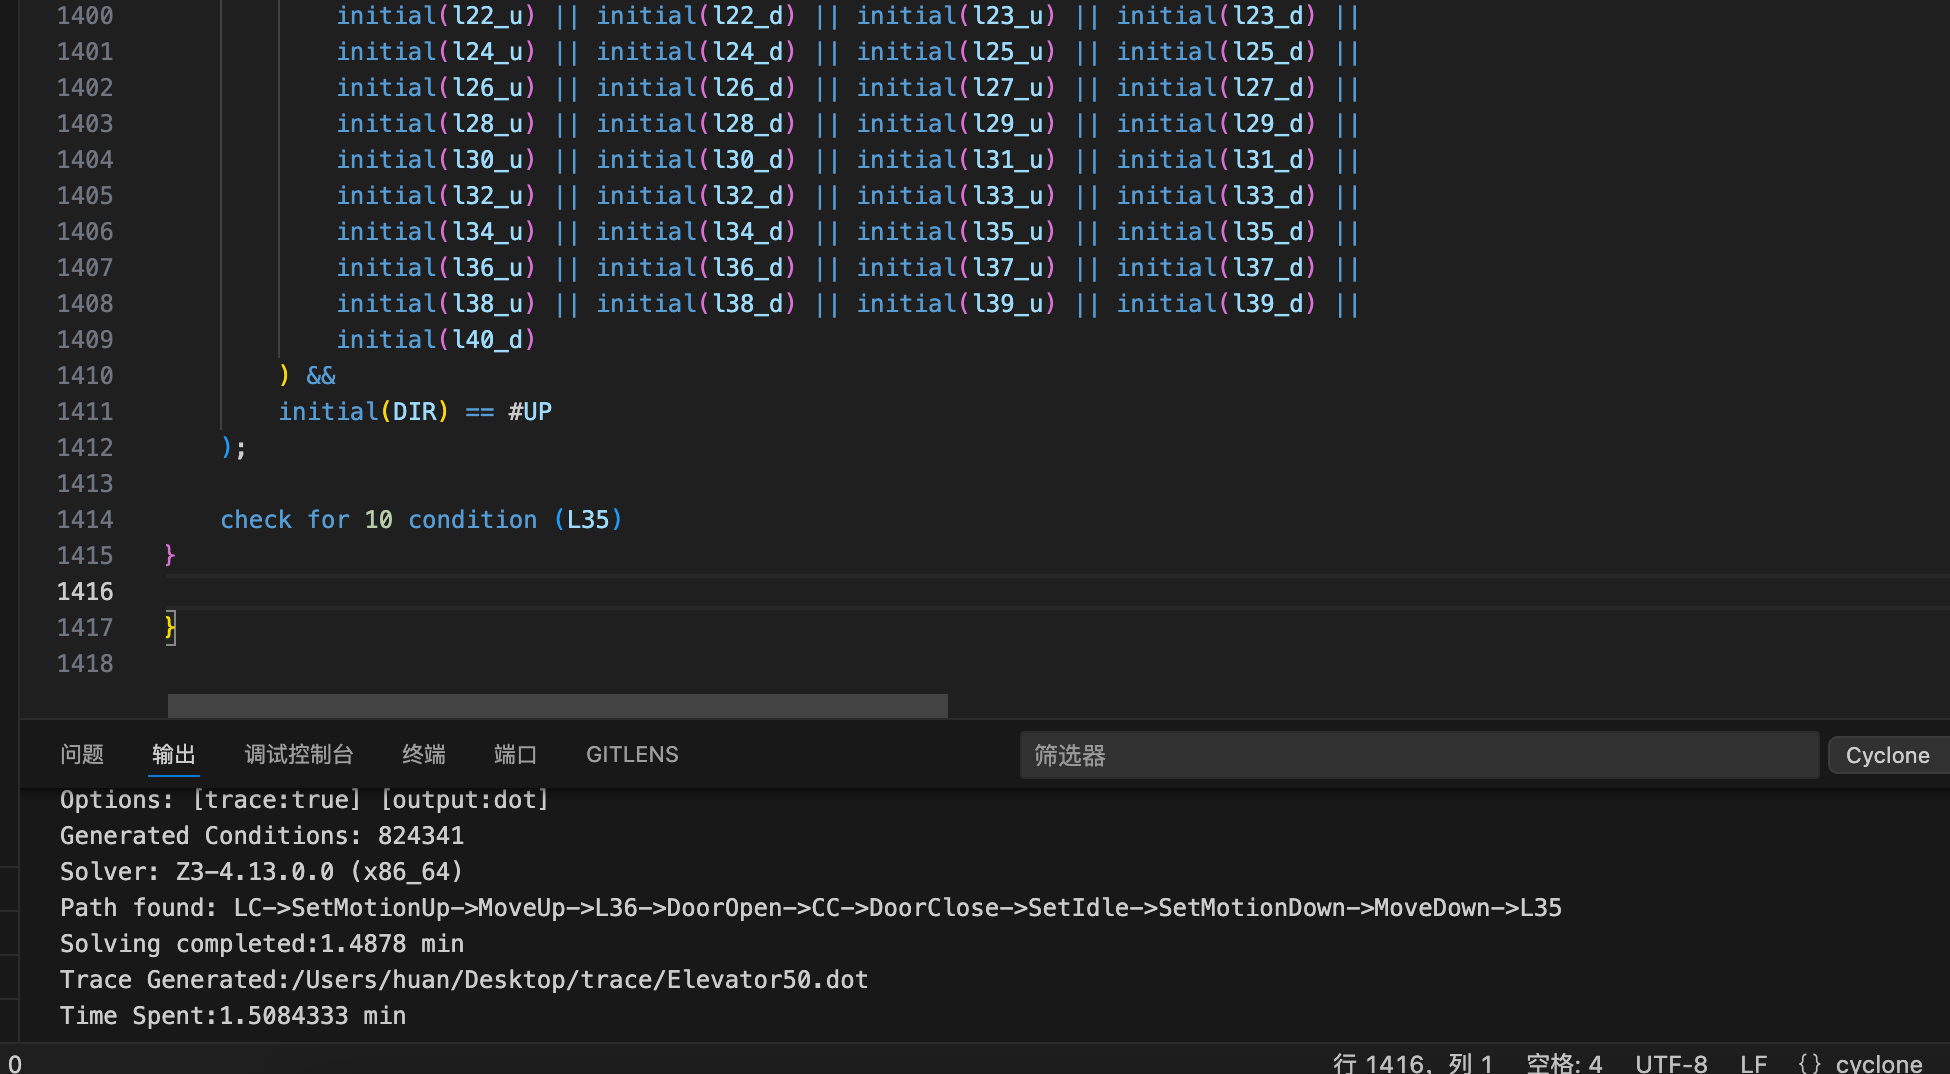 1400 initial(l22_u) || initial(l22_d) || initial(l23_u) || initial(l23_d) ||
1401 initial(l24_u) || initial(l24_d) || initial(l25_u) || initial(l25_d) ||
1402 initial(l26_u) || initial(l26_d) || initial(l27_u) || initial(l27_d) ||
1403 initial(l28_u) || initial(l28_d) || initial(l29_u) || initial(l29_d) ||
1404 initial(l30_u) || initial(l30_d) || initial(l31_u) || initial(l31_d) ||
1405 initial(l32_u) || initial(l32_d) || initial(l33_u) || initial(l33_d) ||
1406 initial(l34_u) || initial(l34_d) || initial(l35_u) || initial(l35_d) ||
1407 initial(l36_u) || initial(l36_d) || initial(l37_u) || initial(l37_d) ||
1408 initial(l38_u) || initial(l38_d) || initial(l39_u) || initial(l39_d) ||
1409 initial(l40_d)
1410 ) &&
1411 initial(DIR) == #UP
1412 );
1413
1414 check for 10 condition (L35)
1415 }
1416
1417 }
1418
问题 输出 调试控制台 终端 端口 GITLENS 筛选器 Cyclone
Options: [trace:true] [output:dot]
Generated Conditions: 824341
Solver: Z3-4.13.0.0 (x86_64)
Path found: LC->SetMotionUp->MoveUp->L36->DoorOpen->CC->DoorClose->SetIdle->SetMotionDown->MoveDown->L35
Solving completed:1.4878 min
Trace Generated:/Users/huan/Desktop/trace/Elevator50.dot
Time Spent:1.5084333 min
0 行 1416, 列 1 空格: 4 UTF-8 LF {} cyclone